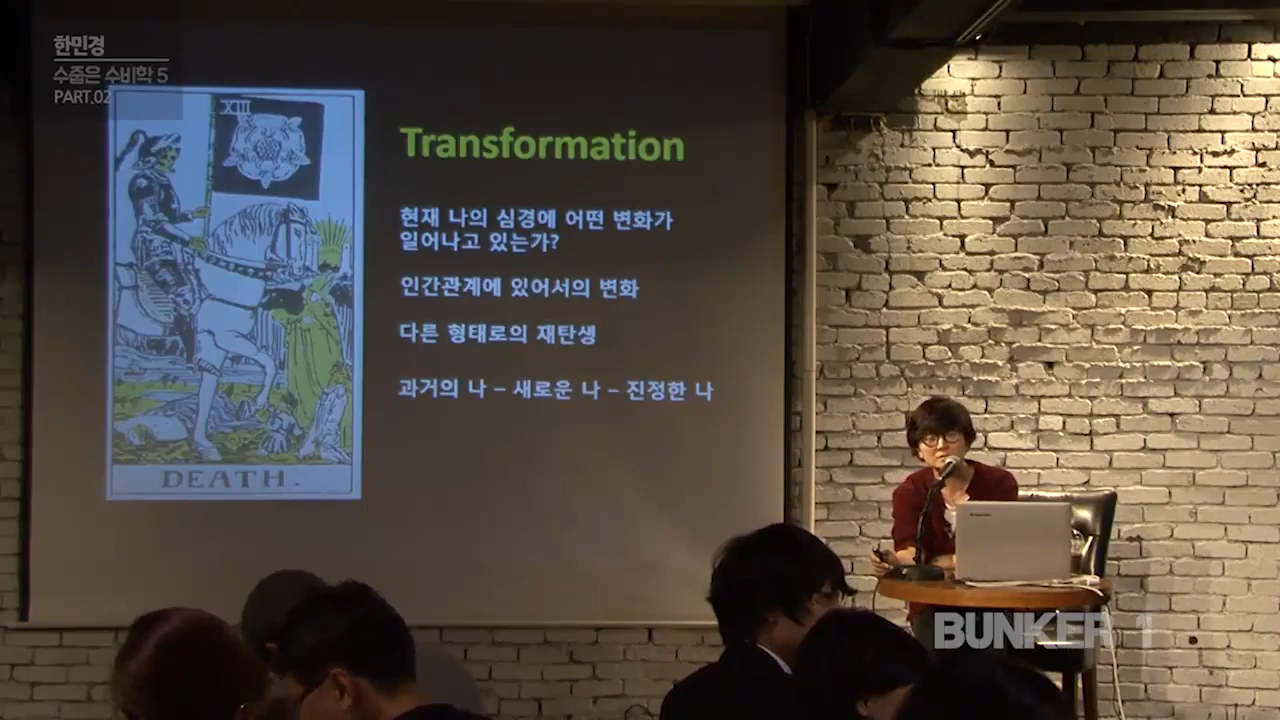 한민경
수줍은 수비학 5
PART.02
XIII
DEATH.
Transformation
현재 나의 심경에 어떤 변화가
일어나고 있는가?
인간관계에 있어서의 변화
다른 형태로의 재탄생
과거의 나 – 새로운 나 – 진정한 나
BUNKER 1